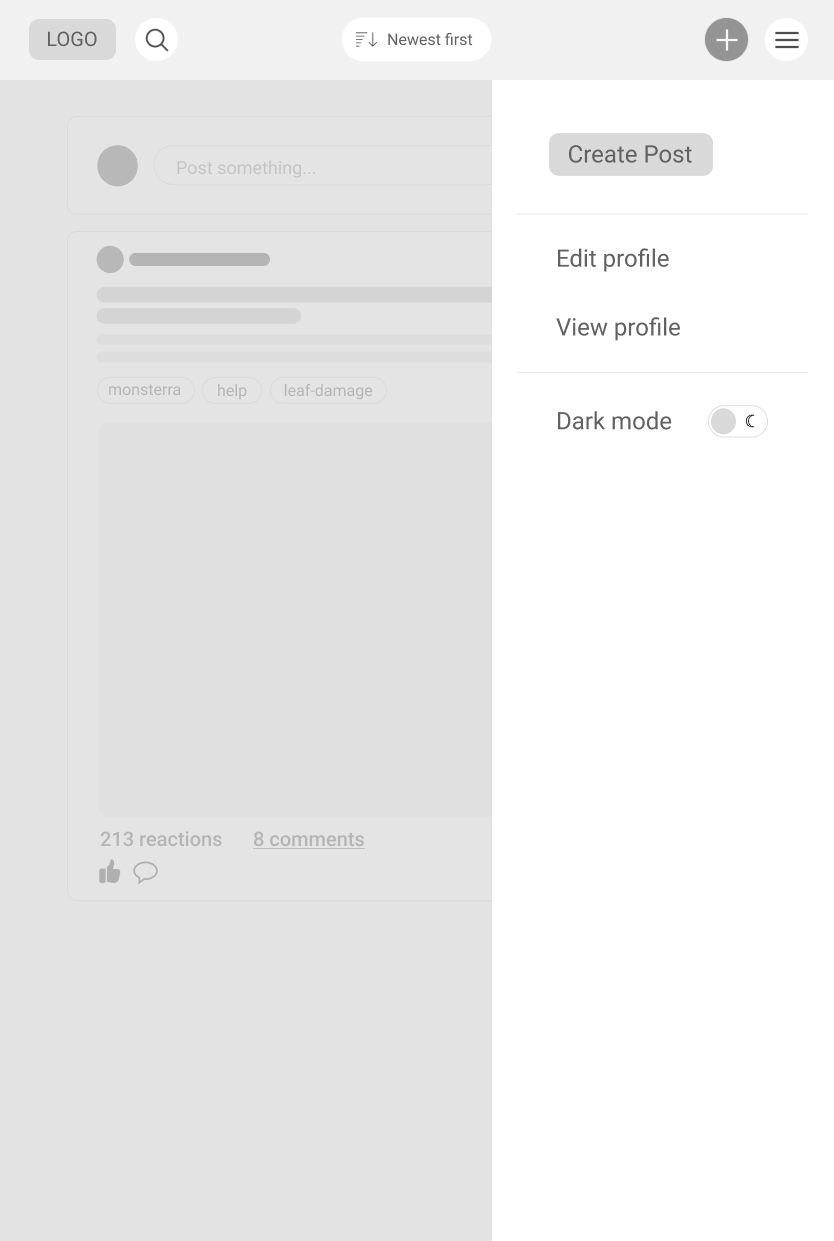 LOGO
Newest first
Create Post
Edit profile
View profile
Dark mode
Post something...
monsterra
help
leaf-damage
213 reactions
8 comments